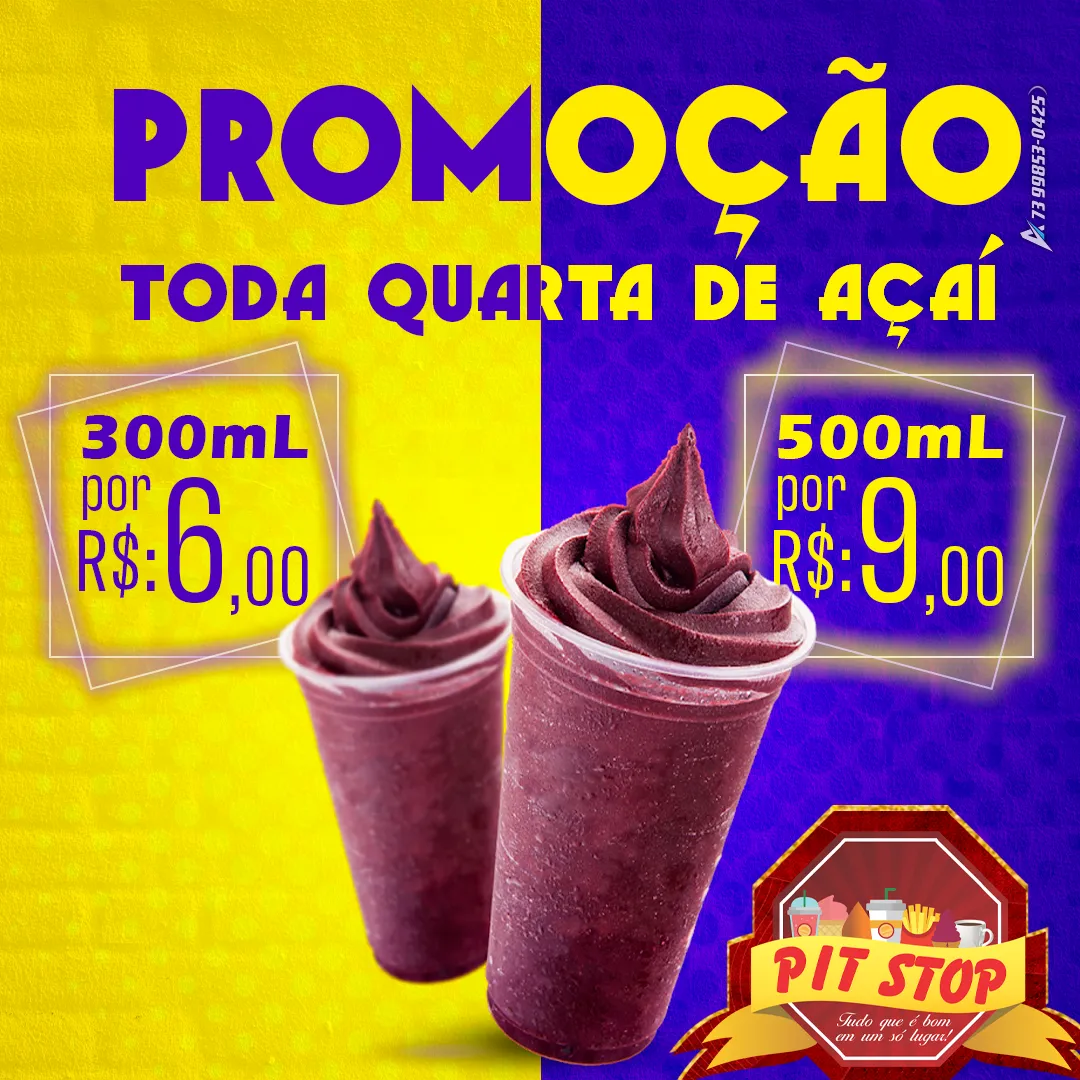 PROMOÇÃO
TODA QUARTA DE AÇAÍ
73 99853-0425
300mL
por
R$:6,00
500mL
por
R$:9,00
PIT STOP
Tudo que é bom
em um só lugar!